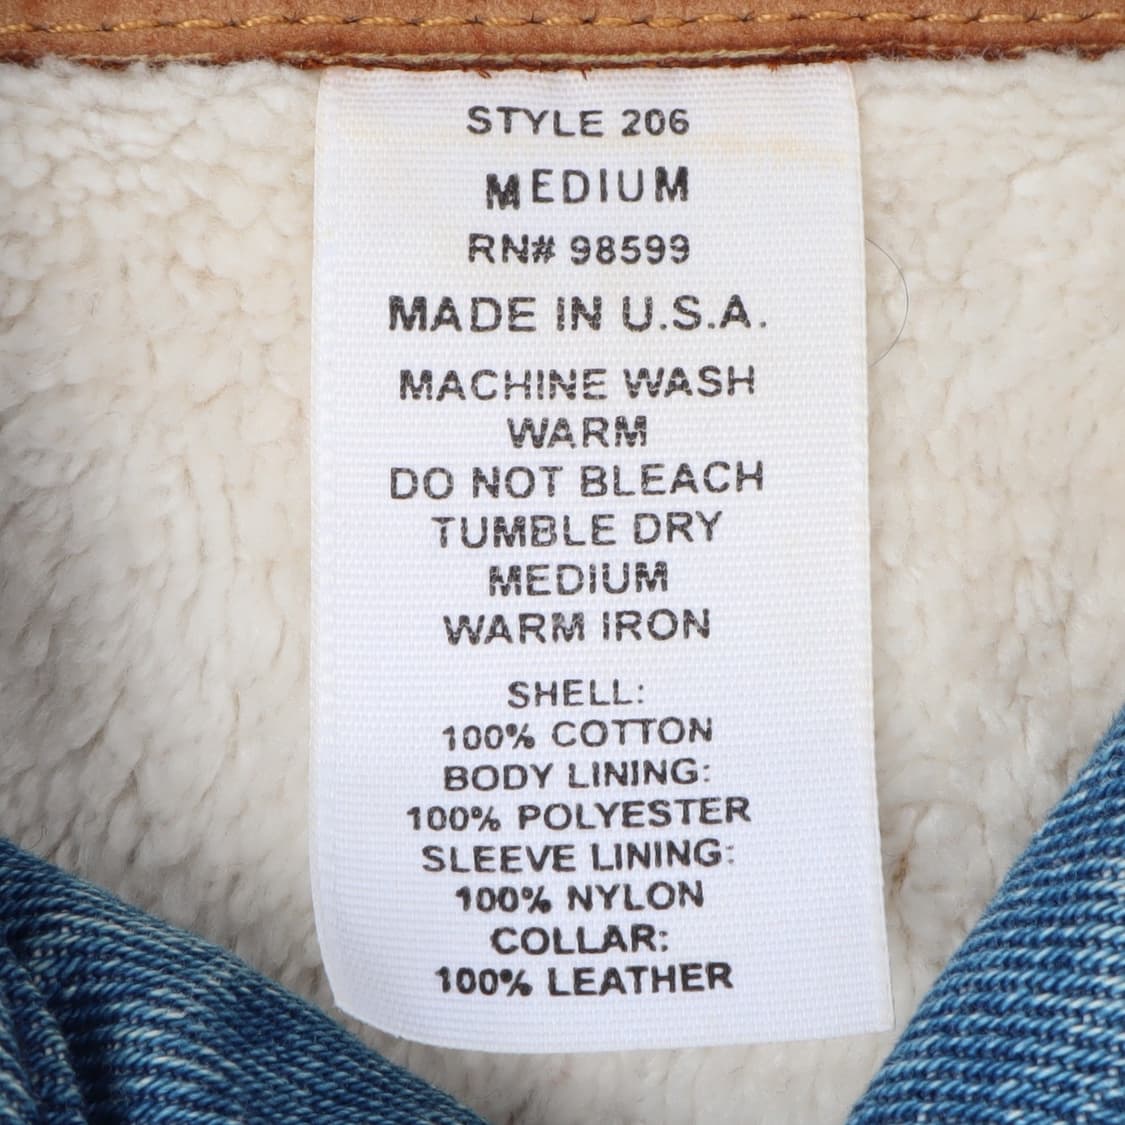 STYLE 206
MEDIUM
RN# 98599
MADE IN U.S.A.
MACHINE WASH
WARM
DO NOT BLEACH
TUMBLE DRY
MEDIUM
WARM IRON
SHELL:
100% COTTON
BODY LINING:
100% POLYESTER
SLEEVE LINING:
100% NYLON
COLLAR:
100% LEATHER